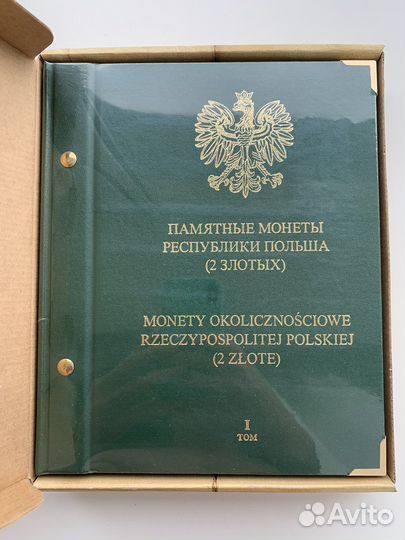 ПАМЯТНЫЕ МОНЕТЫ
РЕСПУБЛИКИ ПОЛЬША
(2 ЗЛОТЫХ)
MONETY OKOLICZNOŚCIOWE
RZECZYPOSPOLITEJ POLSKIEJ
(2 ZŁOTE)
I
ТОМ
Avito